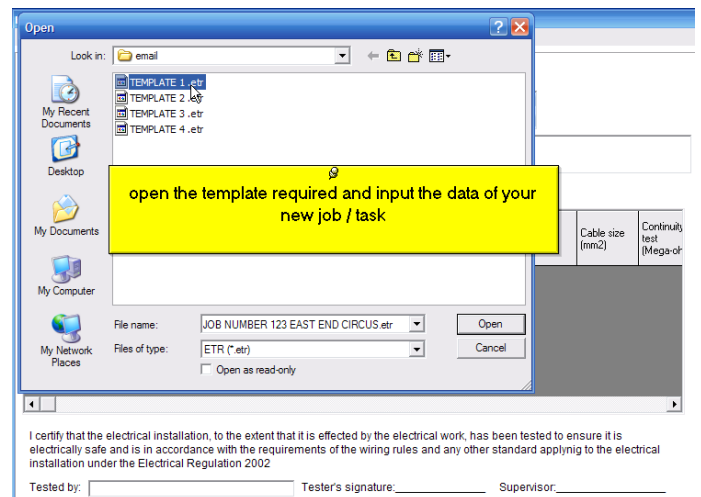 Open
Look in:
email
TEMPLATE 1 .etr
TEMPLATE 2 .etr
TEMPLATE 3 .etr
TEMPLATE 4 .etr
My Recent
Documents
Desktop
My Documents
My Computer
My Network
Places
open the template required and input the data of your
new job / task
Cable size
(mm2)
Continuity
test
(Mega-oh
File name:
JOB NUMBER 123 EAST END CIRCUS.etr
Open
Files of type:
ETR (*.etr)
Cancel
Open as read-only
I certify that the electrical installation, to the extent that it is effected by the electrical work, has been tested to ensure it is
electrically safe and is in accordance with the requirements of the wiring rules and any other standard applynig to the electrical
installation under the Electrical Regulation 2002
Tested by:
Tester's signature:
Supervisor: